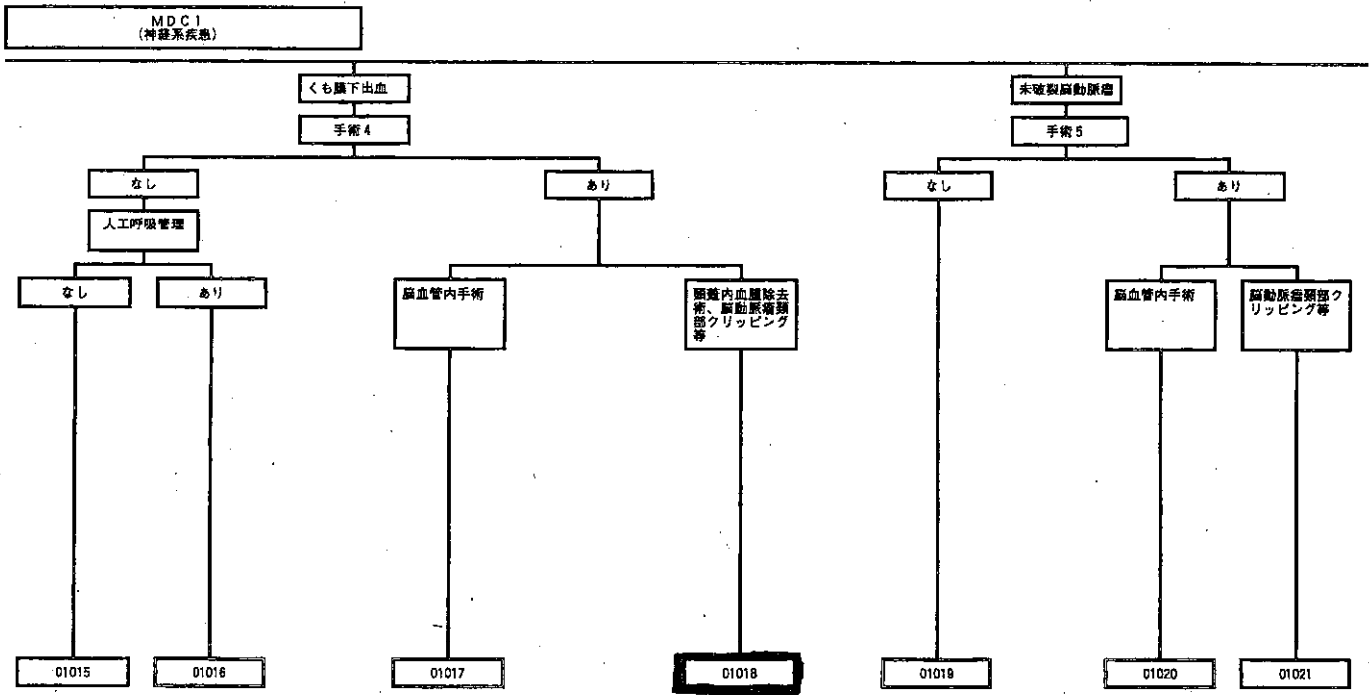 MDC1
(神経系疾患)
くも膜下出血
未破裂脳動脈瘤
手術4
手術5
なし
あり
なし
あり
人工呼吸管理
なし
あり
脳血管内手術
頭蓋内血腫除去
術、脳動脈瘤頸
部クリッピング
等
脳血管内手術
脳動脈瘤頸部ク
リッピング等
01015
01016
01017
01018
01019
01020
01021